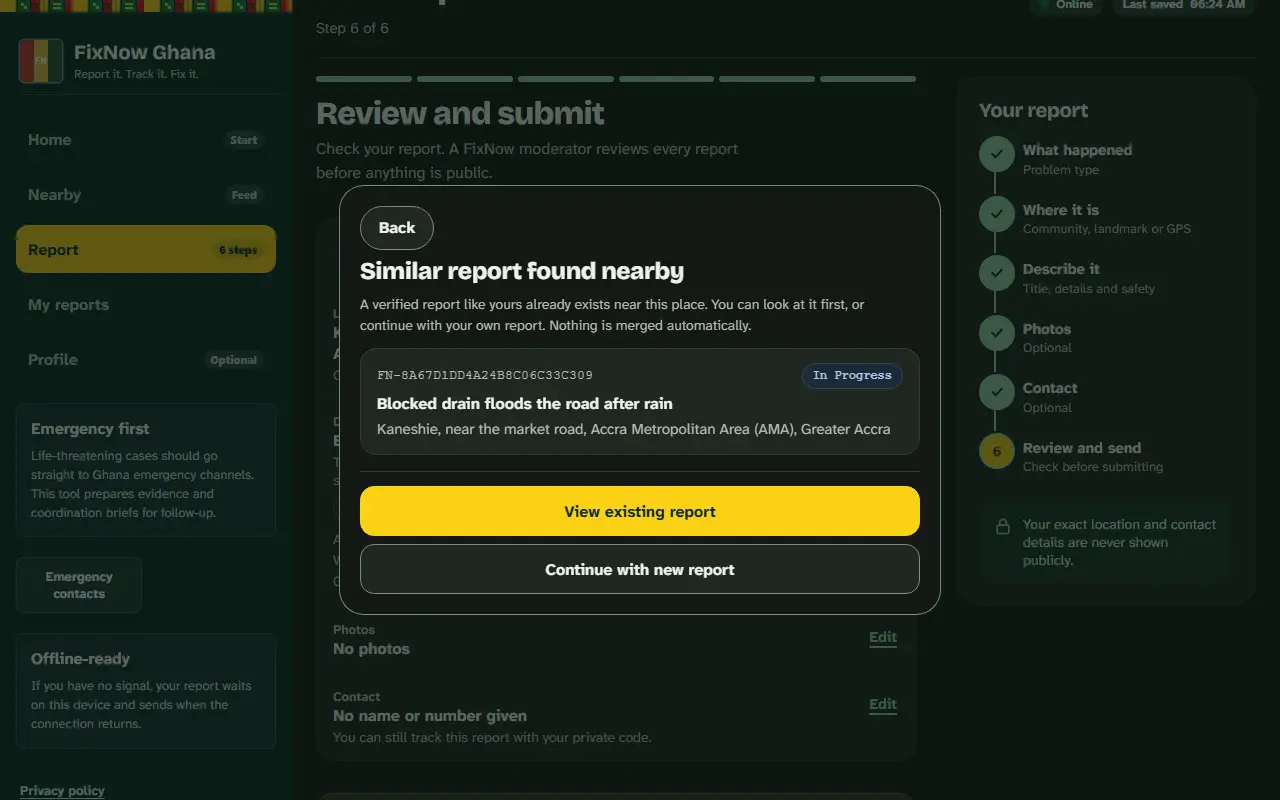 FN
FixNow Ghana
Report it. Track it. Fix it.
Home
Start
Nearby
Feed
Report
6 steps
My reports
Profile
Optional
Emergency first
Life-threatening cases should go
straight to Ghana emergency channels.
This tool prepares evidence and
coordination briefs for follow-up.
Emergency
contacts
Offline-ready
If you have no signal, your report waits
on this device and sends when the
connection returns.
Privacy policy
Step 6 of 6
Online
Last saved 06:24 AM
Review and submit
Check your report. A FixNow moderator reviews every report
before anything is public.
Back
Similar report found nearby
A verified report like yours already exists near this place. You can look at it first, or
continue with your own report. Nothing is merged automatically.
FN-8A67D1DD4A24B8C06C33C309
In Progress
Blocked drain floods the road after rain
Kaneshie, near the market road, Accra Metropolitan Area (AMA), Greater Accra
View existing report
Continue with new report
Photos
No photos
Edit
Contact
No name or number given
You can still track this report with your private code.
Edit
Your report
What happened
Problem type
Where it is
Community, landmark or GPS
Describe it
Title, details and safety
Photos
Optional
Contact
Optional
6
Review and send
Check before submitting
Your exact location and contact
details are never shown
publicly.